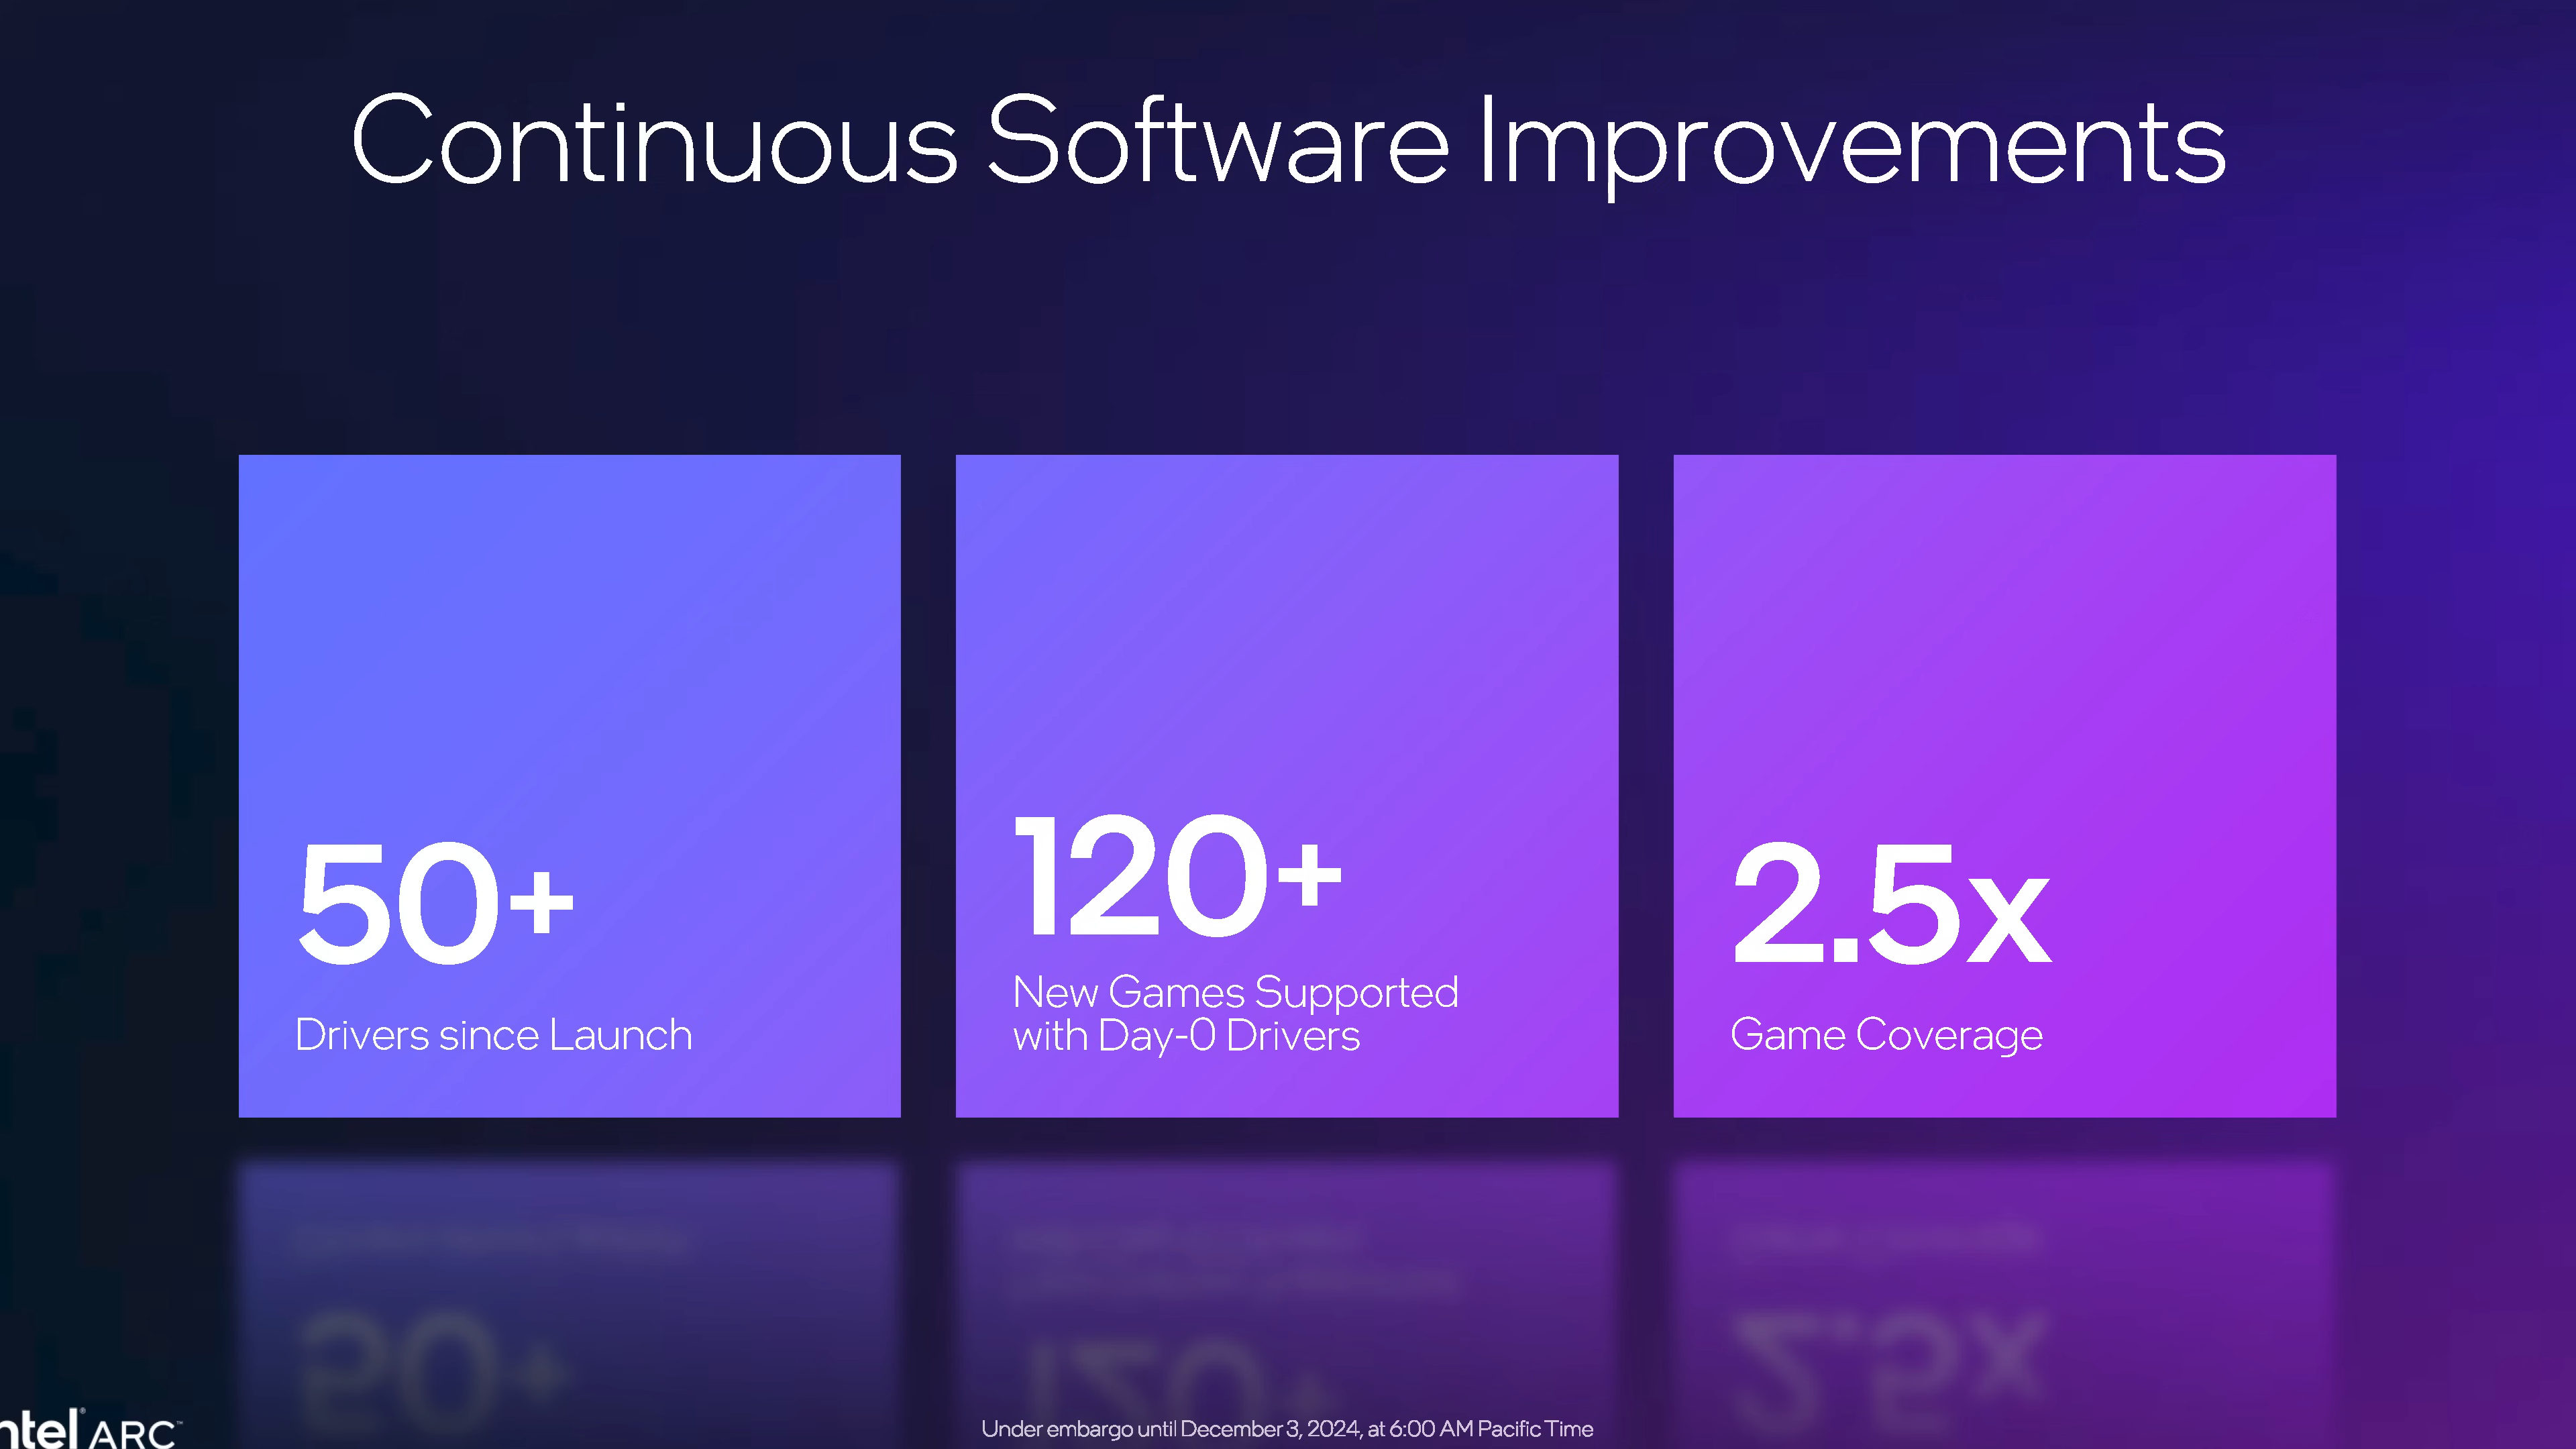 Continuous Software Improvements
50+
Drivers since Launch
120+
New Games Supported
with Day-0 Drivers
2.5x
Game Coverage
ntel® ARC™
Under embargo until December 3, 2024, at 6:00 AM Pacific Time